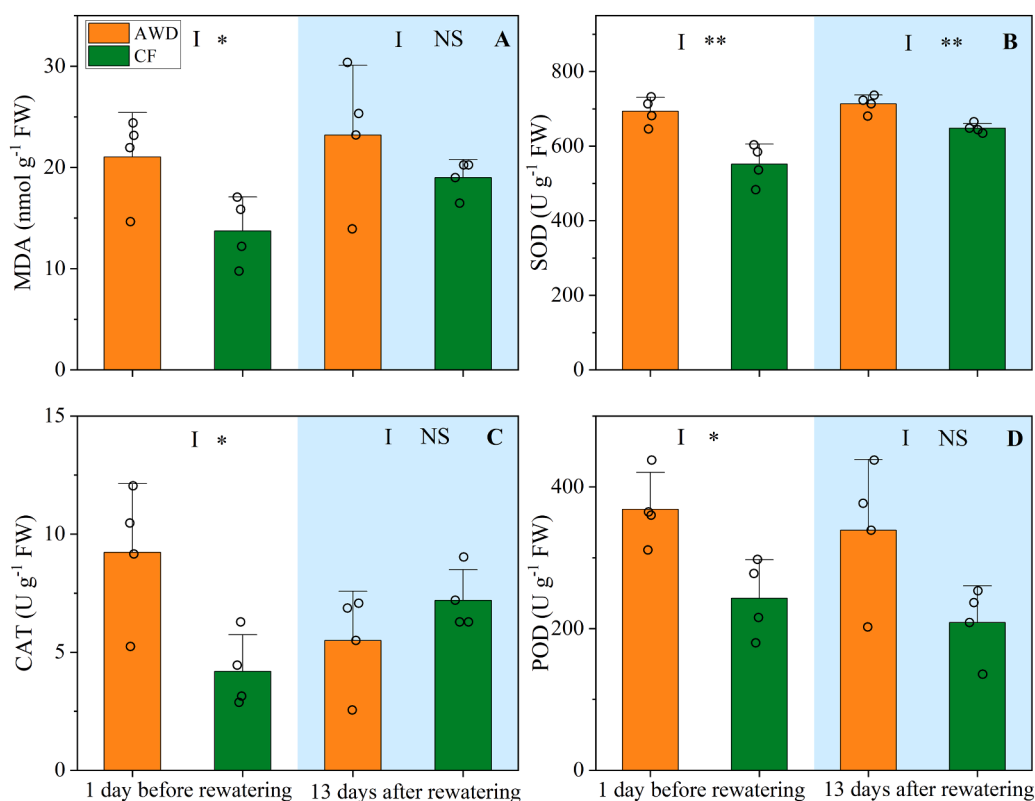 AWD
CF
I * I NS A
MDA (nmol g⁻¹ FW)
30
20
10
0
I ** I ** B
SOD (U g⁻¹ FW)
800
600
400
200
0
I * I NS C
CAT (U g⁻¹ FW)
15
10
5
0
1 day before rewatering 13 days after rewatering
I * I NS D
POD (U g⁻¹ FW)
400
200
0
1 day before rewatering 13 days after rewatering